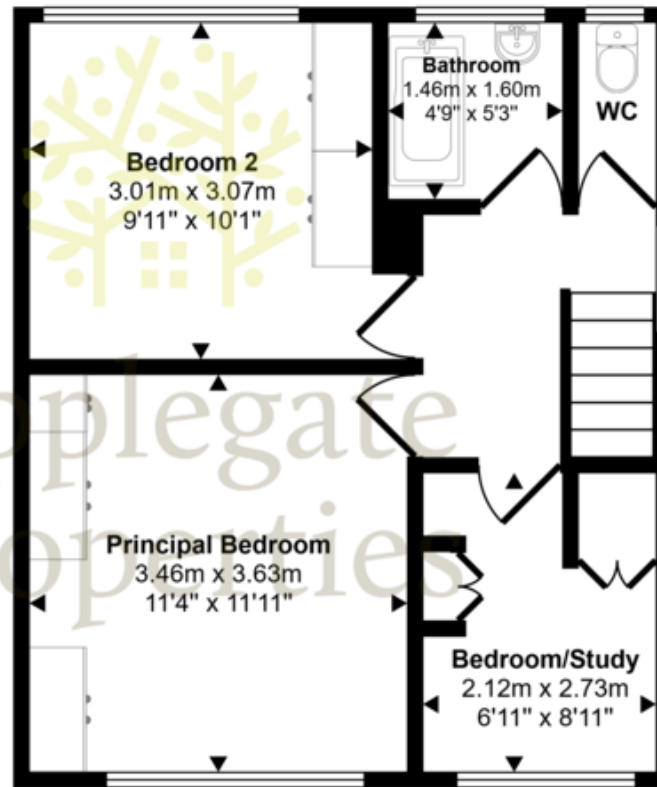 Bedroom 2
3.01m x 3.07m
9'11" x 10'1"
Bathroom
1.46m x 1.60m
4'9" x 5'3"
WC
applegate
properties
Principal Bedroom
3.46m x 3.63m
11'4" x 11'11"
Bedroom/Study
2.12m x 2.73m
6'11" x 8'11"